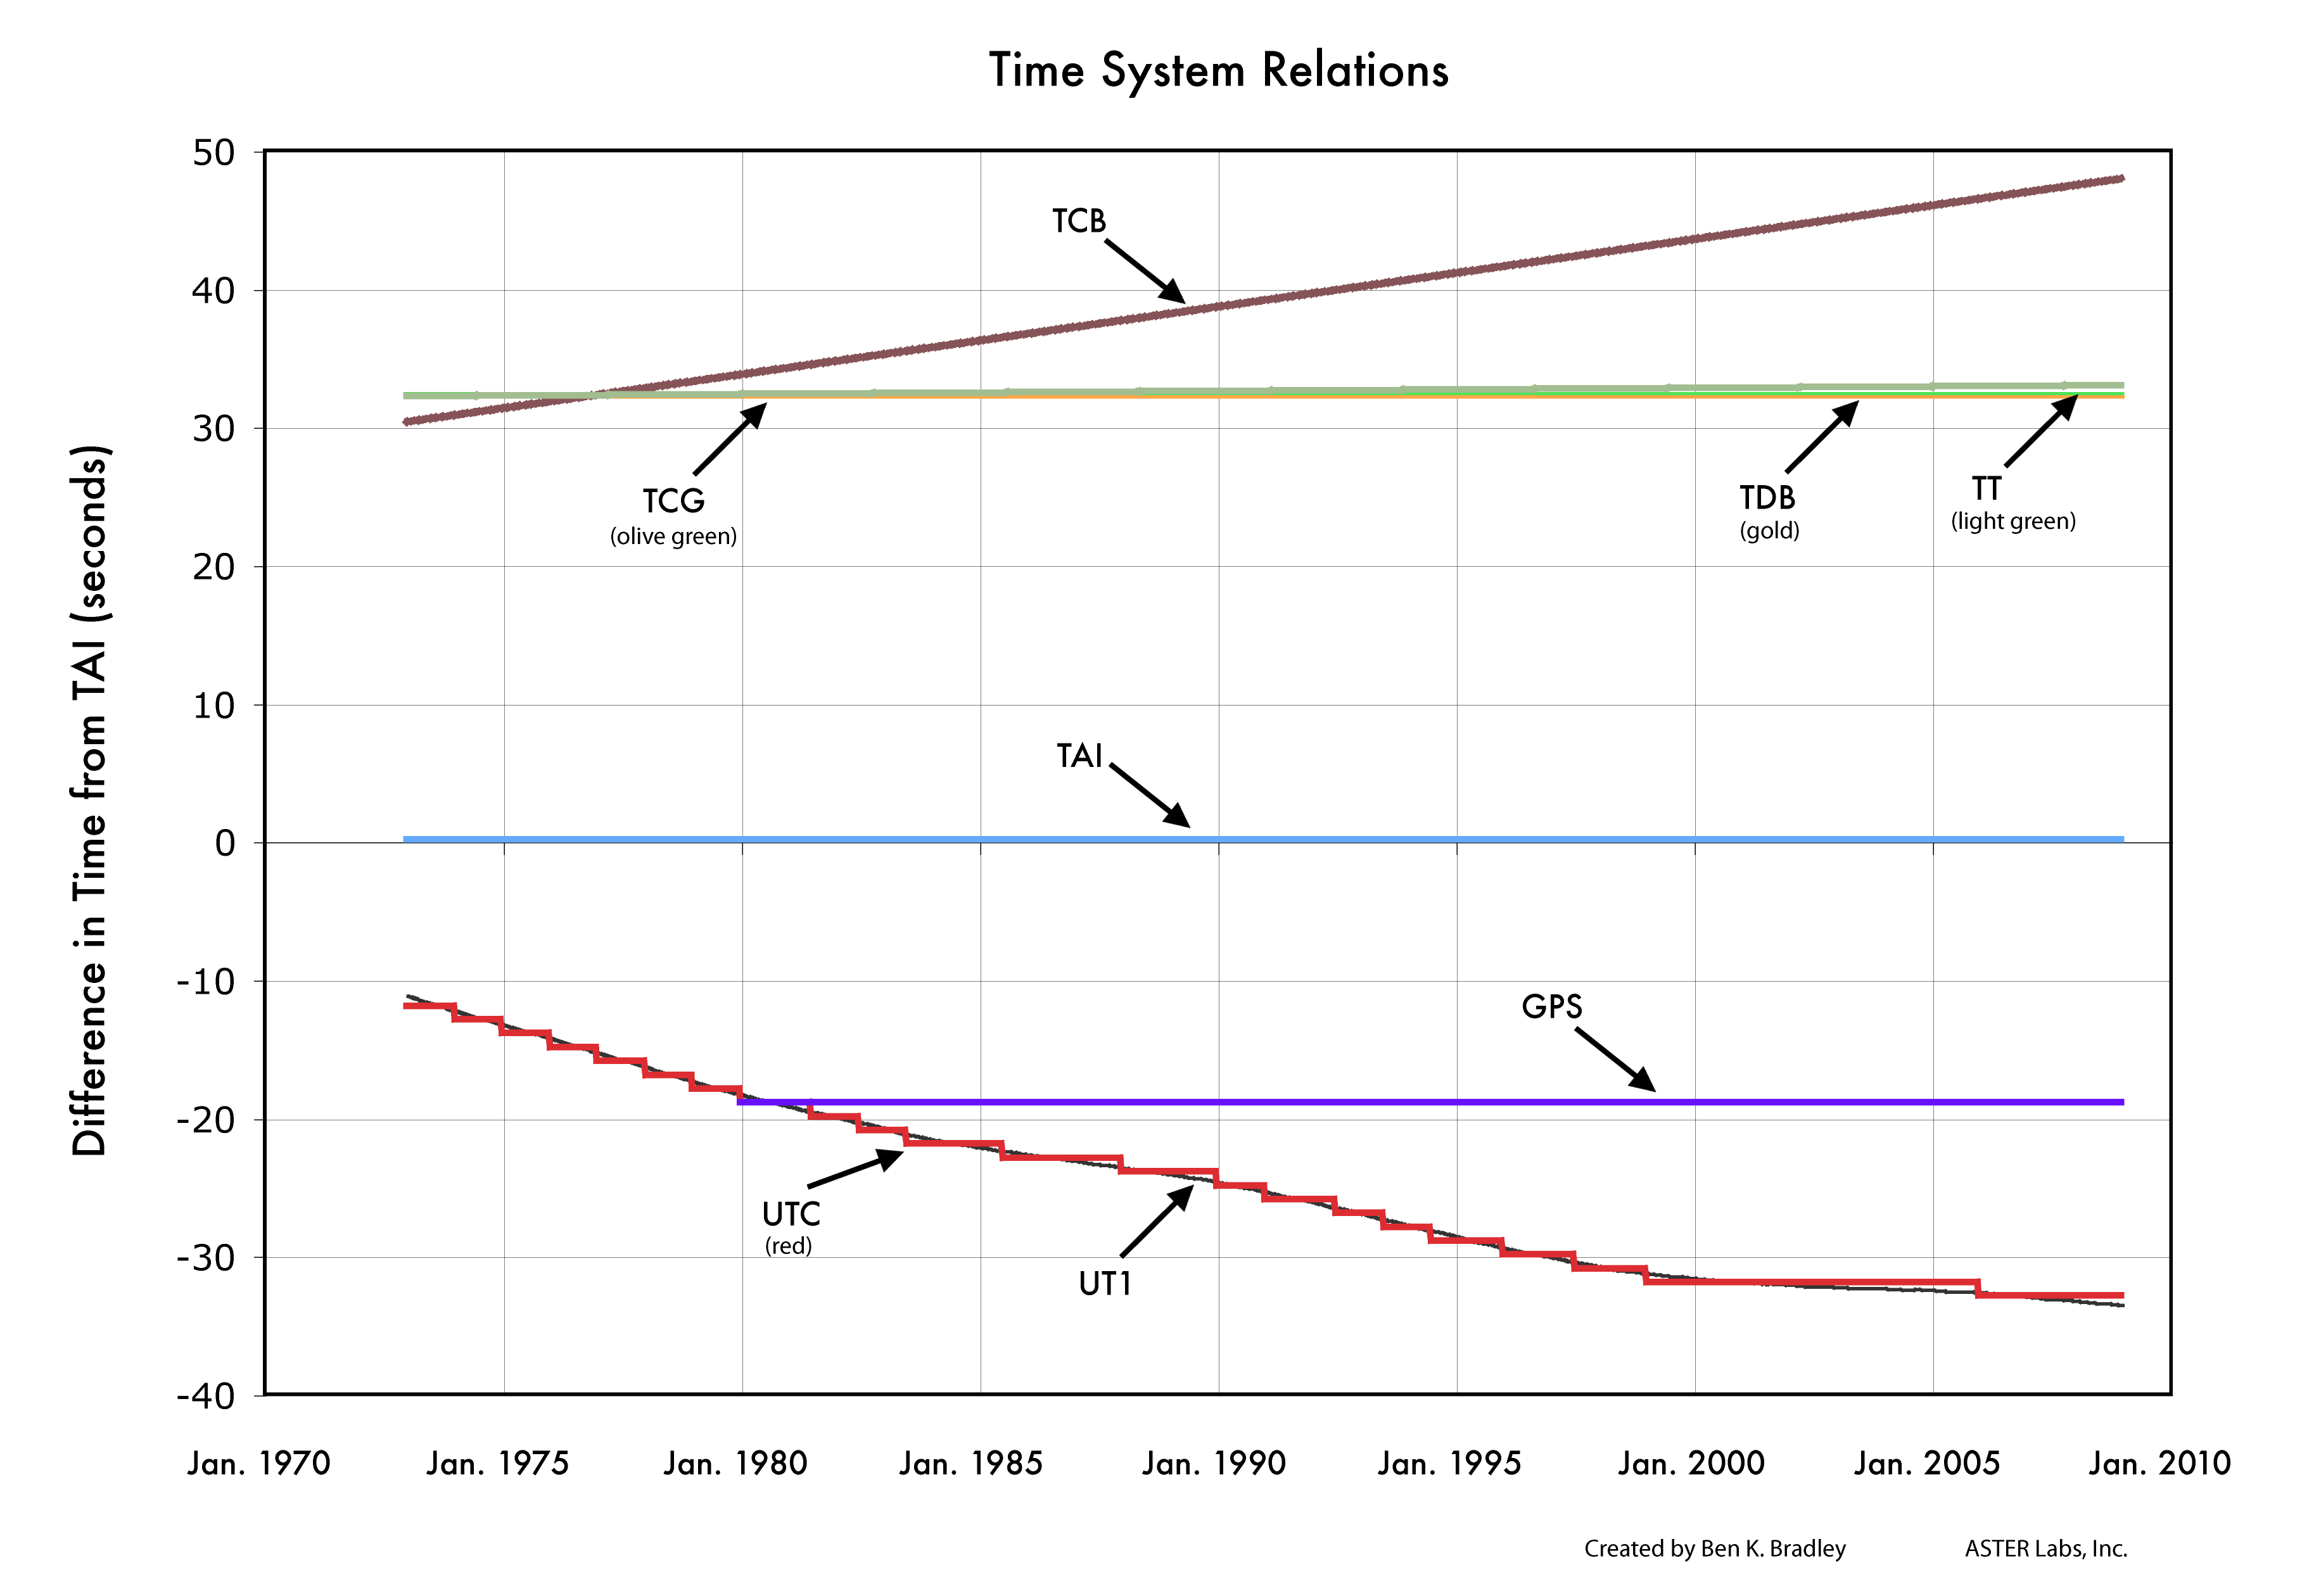 Time System Relations
Difference in Time from TAI (seconds)
50
40
30
20
10
0
-10
-20
-30
-40
TCB
TCG
(olive green)
TDB
(gold)
TT
(light green)
TAI
GPS
UTC
(red)
UT1
Jan. 1970 Jan. 1975 Jan. 1980 Jan. 1985 Jan. 1990 Jan. 1995 Jan. 2000 Jan. 2005 Jan. 2010
Created by Ben K. Bradley ASTER Labs, Inc.